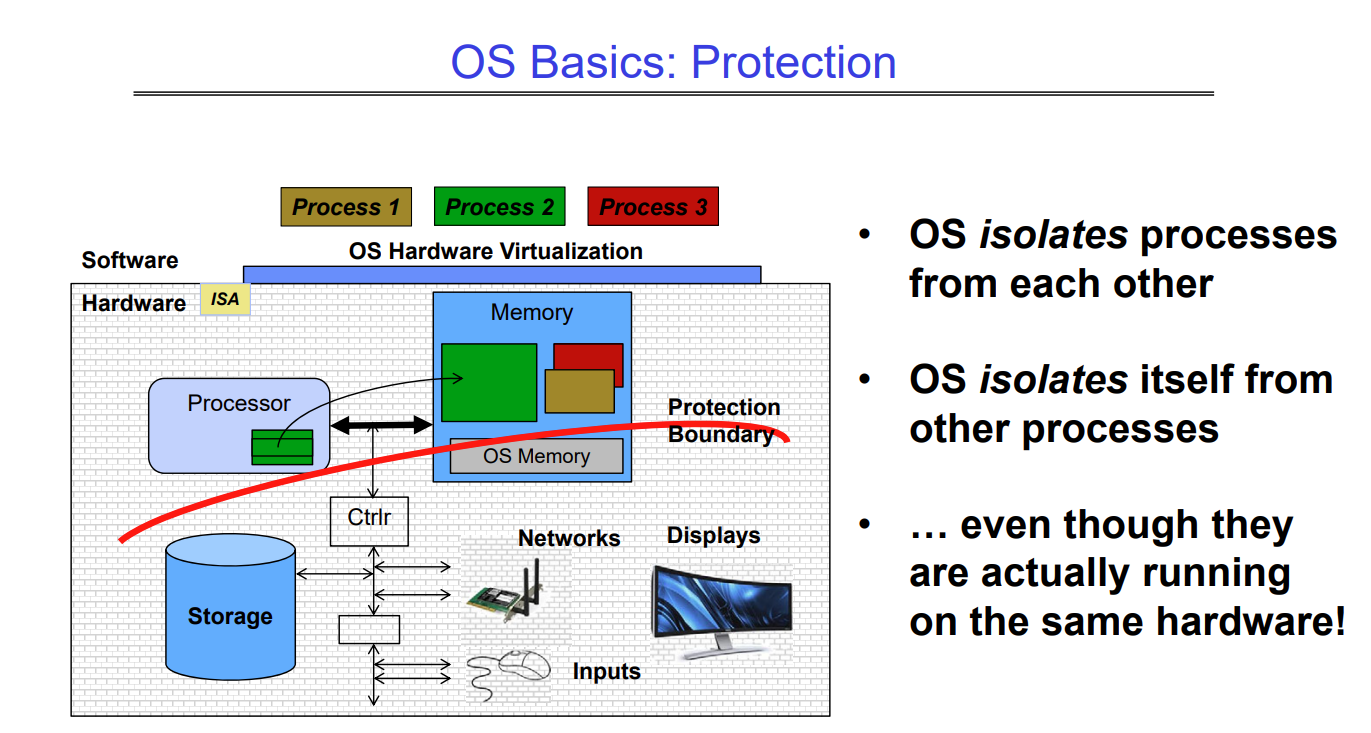 OS Basics: Protection
Process 1
Process 2
Process 3
OS Hardware Virtualization
Software
Hardware
ISA
Memory
Processor
Protection
Boundary
OS Memory
Ctrlr
Networks
Displays
Storage
Inputs
• OS isolates processes
from each other
• OS isolates itself from
other processes
• … even though they
are actually running
on the same hardware!